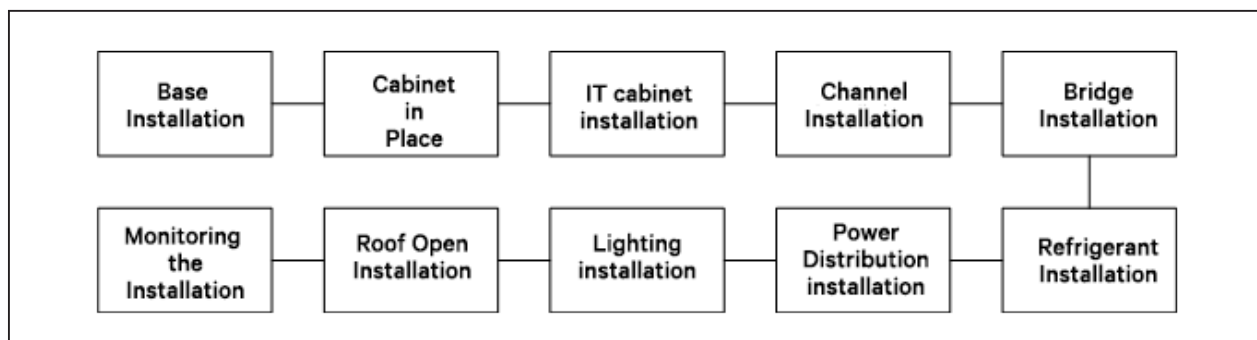 Base
Installation
Cabinet
in
Place
IT cabinet
installation
Channel
Installation
Bridge
Installation
Monitoring
the
Installation
Roof Open
Installation
Lighting
installation
Power
Distribution
installation
Refrigerant
Installation